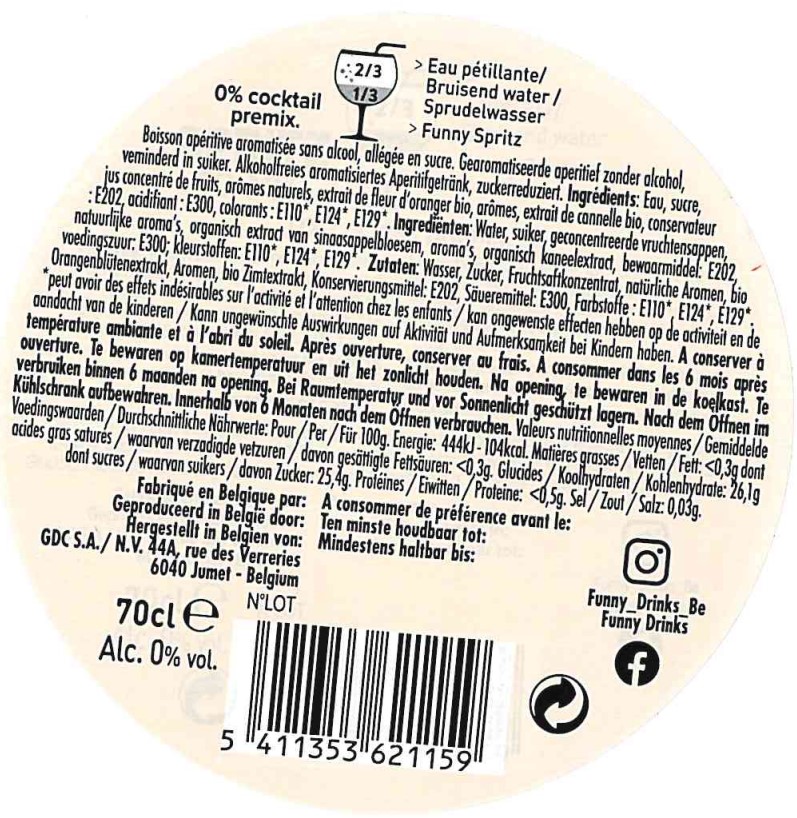 2/3
1/3
> Eau pétillante/
Bruisend water /
Sprudelwasser
> Funny Spritz
0% cocktail
premix.
Boisson apéritive aromatisée sans alcool, allégée en sucre. Gearomatiseerde aperitief zonder alcohol,
veminderd in suiker. Alkoholfreies aromatisiertes Aperitifgetränk, zuckerreduziert. Ingrédients: Eau, sucre,
jus concentré de fruits, arômes naturels, extrait de fleur d'oranger bio, arômes, extrait de cannelle bio, conservateur
: E202, acidifiant : E300, colorants : E110*, E124*, E129* Ingrediënten: Water, suiker, geconcentreerde vruchtensappen,
natuurlijke aroma's, organisch extract van sinaasappelbloesem, aroma's, organisch kaneelextract, bewaarmiddel: E202,
voedingszuur: E300; kleurstoffen: E110*, E124*, E129* . Zutaten: Wasser, Zucker, Fruchtsaftkonzentrat, natürliche Aromen, bio
Orangenblütenextrakt, Aromen, bio Zimtextrakt, Konservierungsmittel: E202, Säueremittel: E300, Farbstoffe : E110*, E124*, E129*.
*peut avoir des effets indésirables sur l'activité et l'attention chez les enfants / kan ongewenste effecten hebben op de activiteit en de
aandacht van de kinderen / Kann ungewünschte Auswirkungen auf Aktivität und Aufmerksamkeit bei Kindern haben. A conserver à
température ambiante et à l'abri du soleil. Après ouverture, conserver au frais. A consommer dans les 6 mois après
ouverture. Te bewaren op kamertemperatuur en uit het zonlicht houden. Na opening, te bewaren in de koelkast. Te
verbruiken binnen 6 maanden na opening. Bei Raumtemperatur und vor Sonnenlicht geschützt lagern. Nach dem Öffnen im
Kühlschrank aufbewahren. Innerhalb von 6 Monaten nach dem Öffnen verbrauchen. Valeurs nutritionnelles moyennes / Gemiddelde
Voedingswaarden / Durchschnittliche Nährwerte: Pour / Per / Für 100g. Energie: 444kJ - 104kcal. Matières grasses / Vetten / Fett: <0,3g dont
acides gras saturés / waarvan verzadigde vetzuren / davon gesättigte Fettsäuren: <0,3g. Glucides / Koolhydraten / Kohlenhydrate: 26,1g
dont sucres / waarvan suikers / davon Zucker: 25,4g. Protéines / Eiwitten / Proteine: <0,5g. Sel / Zout / Salz: 0,03g.
Fabriqué en Belgique par:
Geproduceerd in België door:
Hergestellt in Belgien von:
GDC S.A./ N.V. 44A, rue des Verreries
6040 Jumet - Belgium
A consommer de préférence avant le:
Ten minste houdbaar tot:
Mindestens haltbar bis:
N°LOT
70cl e
Alc. 0% vol.
Funny_Drinks_Be
Funny Drinks
5 411353 621159